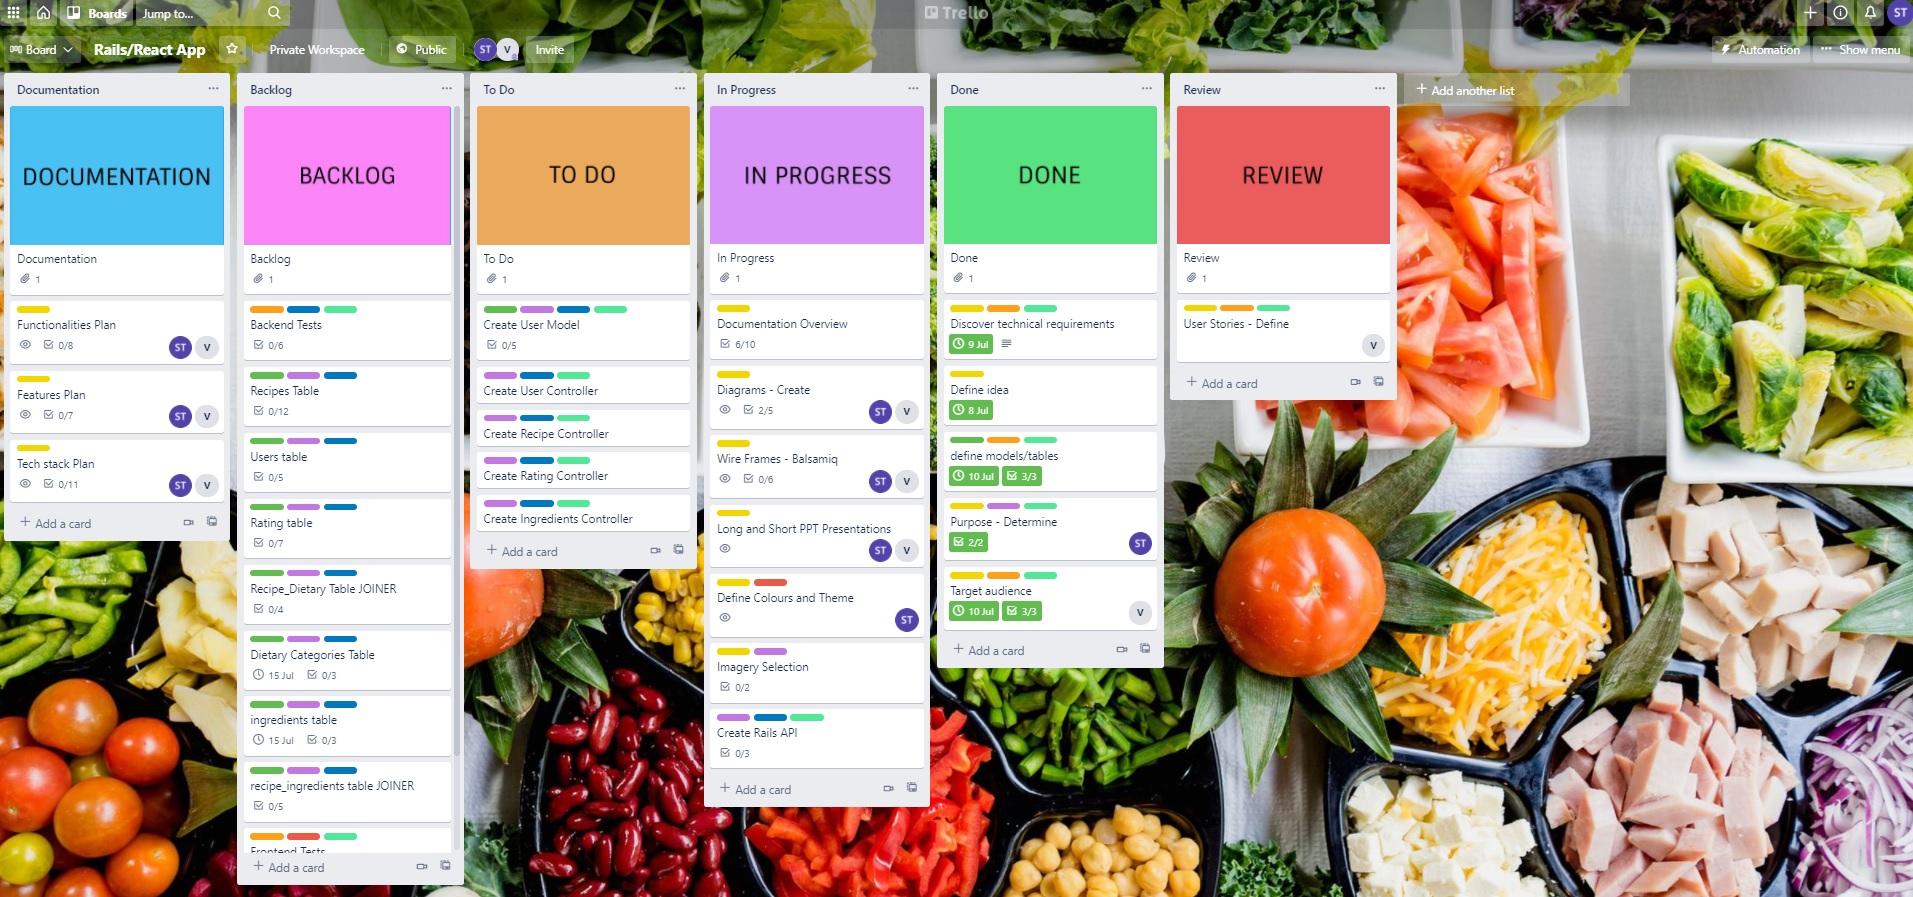 Boards
Jump to...
Trello
ST
Board
Rails/React App
Private Workspace
Public
ST
V
Invite
Automation
Show menu
Documentation
DOCUMENTATION
Documentation
1
Functionalities Plan
0/8
ST
V
Features Plan
0/7
ST
V
Tech stack Plan
0/11
ST
V
Add a card
Backlog
BACKLOG
Backlog
1
Backend Tests
0/6
Recipes Table
0/12
Users table
0/5
Rating table
0/7
Recipe_Dietary Table JOINER
0/4
Dietary Categories Table
15 Jul
0/3
ingredients table
15 Jul
0/3
recipe_ingredients table JOINER
0/5
Frontend Tests
Add a card
To Do
TO DO
To Do
1
Create User Model
0/5
Create User Controller
Create Recipe Controller
Create Rating Controller
Create Ingredients Controller
Add a card
In Progress
IN PROGRESS
In Progress
1
Documentation Overview
6/10
Diagrams - Create
2/5
ST
V
Wire Frames - Balsamiq
0/6
ST
V
Long and Short PPT Presentations
ST
V
Define Colours and Theme
ST
Imagery Selection
0/2
Create Rails API
0/3
Add a card
Done
DONE
Done
1
Discover technical requirements
9 Jul
Define idea
8 Jul
define models/tables
10 Jul
3/3
Purpose - Determine
2/2
ST
Target audience
10 Jul
3/3
V
Add a card
Review
REVIEW
Review
1
User Stories - Define
V
Add a card
Add another list